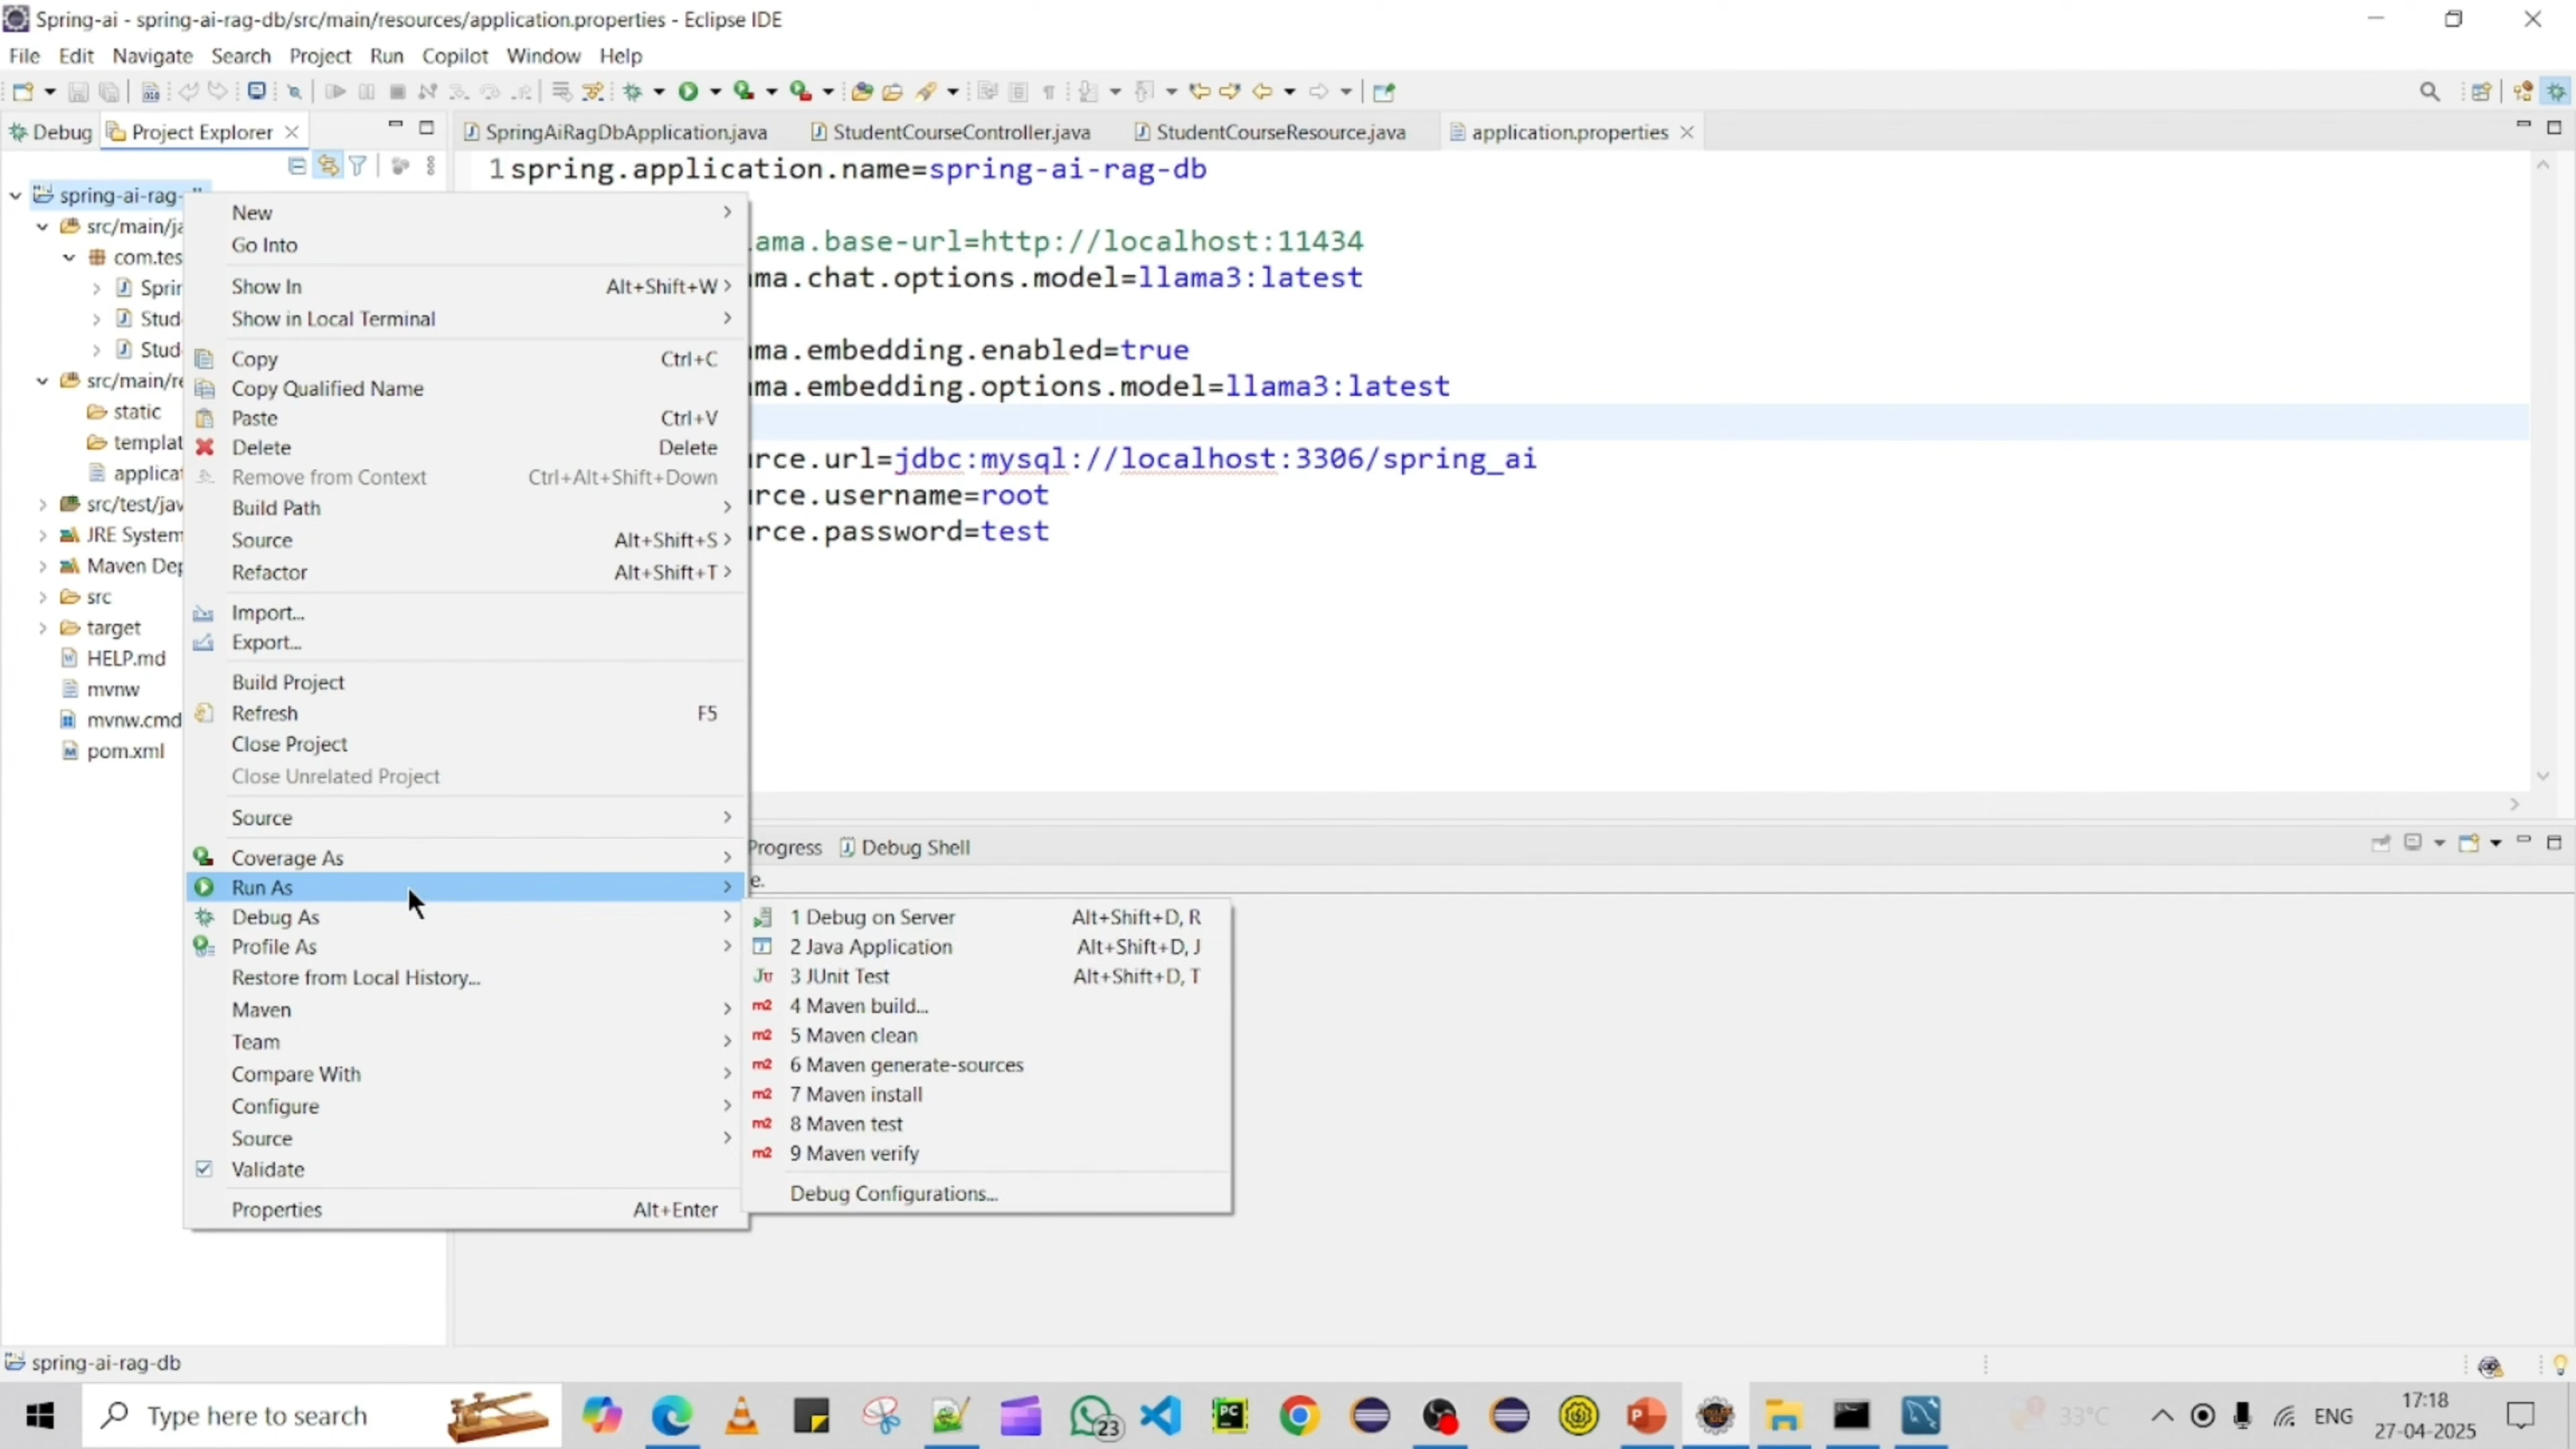 Spring-ai - spring-ai-rag-db/src/main/resources/application.properties - Eclipse IDE
File Edit Navigate Search Project Run Copilot Window Help
Debug Project Explorer
SpringAiRagDbApplication.java StudentCourseController.java StudentCourseResource.java application.properties
1 spring.application.name=spring-ai-rag-db
ama.base-url=http://localhost:11434
ma.chat.options.model=llama3:latest
ma.embedding.enabled=true
ma.embedding.options.model=llama3:latest
rce.url=jdbc:mysql://localhost:3306/spring_ai
rce.username=root
rce.password=test
spring-ai-rag-
src/main/ja
com.tes
Sprin
Stud
Stud
src/main/re
static
templat
applicat
src/test/jav
JRE System
Maven Dep
src
target
HELP.md
mvnw
mvnw.cmd
pom.xml
New
Go Into
Show In Alt+Shift+W
Show in Local Terminal
Copy Ctrl+C
Copy Qualified Name
Paste Ctrl+V
Delete Delete
Remove from Context Ctrl+Alt+Shift+Down
Build Path
Source Alt+Shift+S
Refactor Alt+Shift+T
Import...
Export...
Build Project
Refresh F5
Close Project
Close Unrelated Project
Source
Coverage As
Run As
Debug As
Profile As
Restore from Local History...
Maven
Team
Compare With
Configure
Source
Validate
Properties Alt+Enter
Progress Debug Shell
e.
1 Debug on Server Alt+Shift+D, R
2 Java Application Alt+Shift+D, J
3 JUnit Test Alt+Shift+D, T
4 Maven build...
5 Maven clean
6 Maven generate-sources
7 Maven install
8 Maven test
9 Maven verify
Debug Configurations...
spring-ai-rag-db
Type here to search
23
33°C
ENG
17:18
27-04-2025